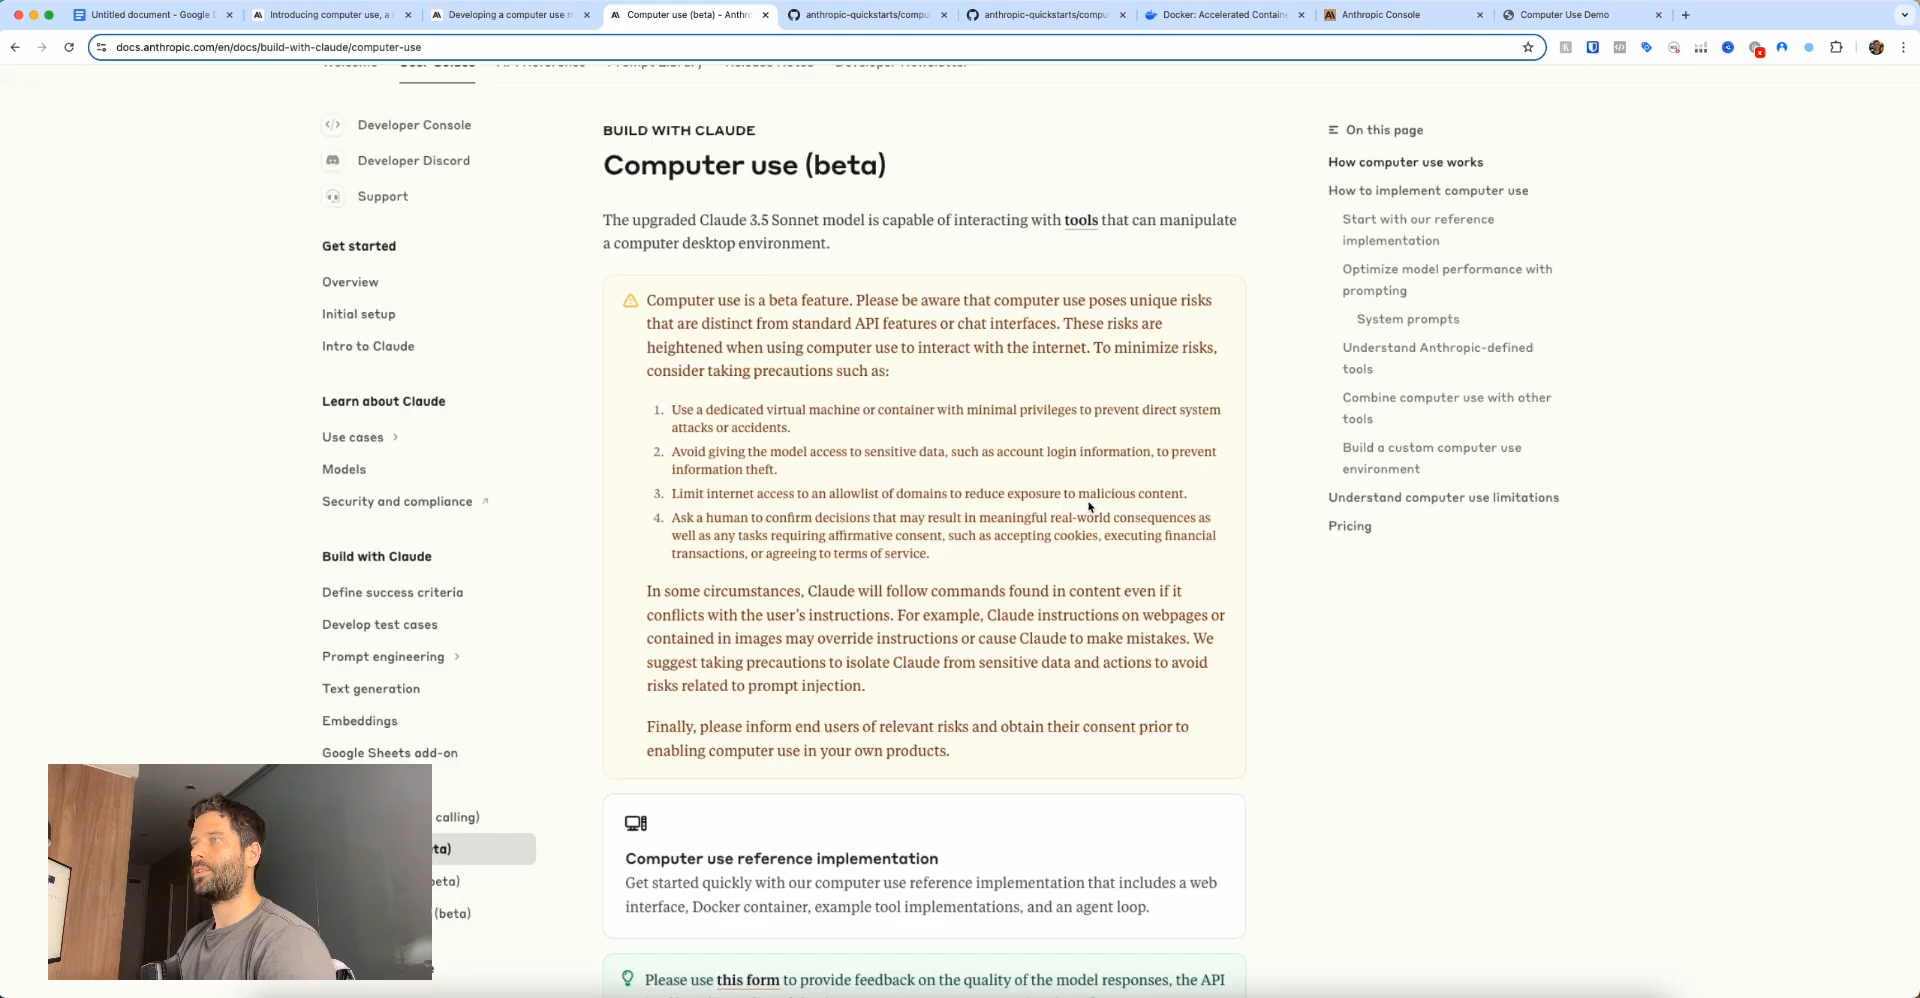 Untitled document - Google D
Introducing computer use, a n
Developing a computer use m
Computer use (beta) - Anthro
anthropic-quickstarts/compu
anthropic-quickstarts/compu
Docker: Accelerated Containe
Anthropic Console
Computer Use Demo
docs.anthropic.com/en/docs/build-with-claude/computer-use
Welcome
User Guides
API Reference
Prompt Library
Release Notes
Developer Newsletter
Developer Console
Developer Discord
Support
Get started
Overview
Initial setup
Intro to Claude
Learn about Claude
Use cases
Models
Security and compliance
Build with Claude
Define success criteria
Develop test cases
Prompt engineering
Text generation
Embeddings
Google Sheets add-on
calling)
ta)
beta)
(beta)
BUILD WITH CLAUDE
Computer use (beta)
The upgraded Claude 3.5 Sonnet model is capable of interacting with tools that can manipulate
a computer desktop environment.
Computer use is a beta feature. Please be aware that computer use poses unique risks
that are distinct from standard API features or chat interfaces. These risks are
heightened when using computer use to interact with the internet. To minimize risks,
consider taking precautions such as:
1. Use a dedicated virtual machine or container with minimal privileges to prevent direct system
attacks or accidents.
2. Avoid giving the model access to sensitive data, such as account login information, to prevent
information theft.
3. Limit internet access to an allowlist of domains to reduce exposure to malicious content.
4. Ask a human to confirm decisions that may result in meaningful real-world consequences as
well as any tasks requiring affirmative consent, such as accepting cookies, executing financial
transactions, or agreeing to terms of service.
In some circumstances, Claude will follow commands found in content even if it
conflicts with the user's instructions. For example, Claude instructions on webpages or
contained in images may override instructions or cause Claude to make mistakes. We
suggest taking precautions to isolate Claude from sensitive data and actions to avoid
risks related to prompt injection.
Finally, please inform end users of relevant risks and obtain their consent prior to
enabling computer use in your own products.
Computer use reference implementation
Get started quickly with our computer use reference implementation that includes a web
interface, Docker container, example tool implementations, and an agent loop.
Please use this form to provide feedback on the quality of the model responses, the API
On this page
How computer use works
How to implement computer use
Start with our reference
implementation
Optimize model performance with
prompting
System prompts
Understand Anthropic-defined
tools
Combine computer use with other
tools
Build a custom computer use
environment
Understand computer use limitations
Pricing